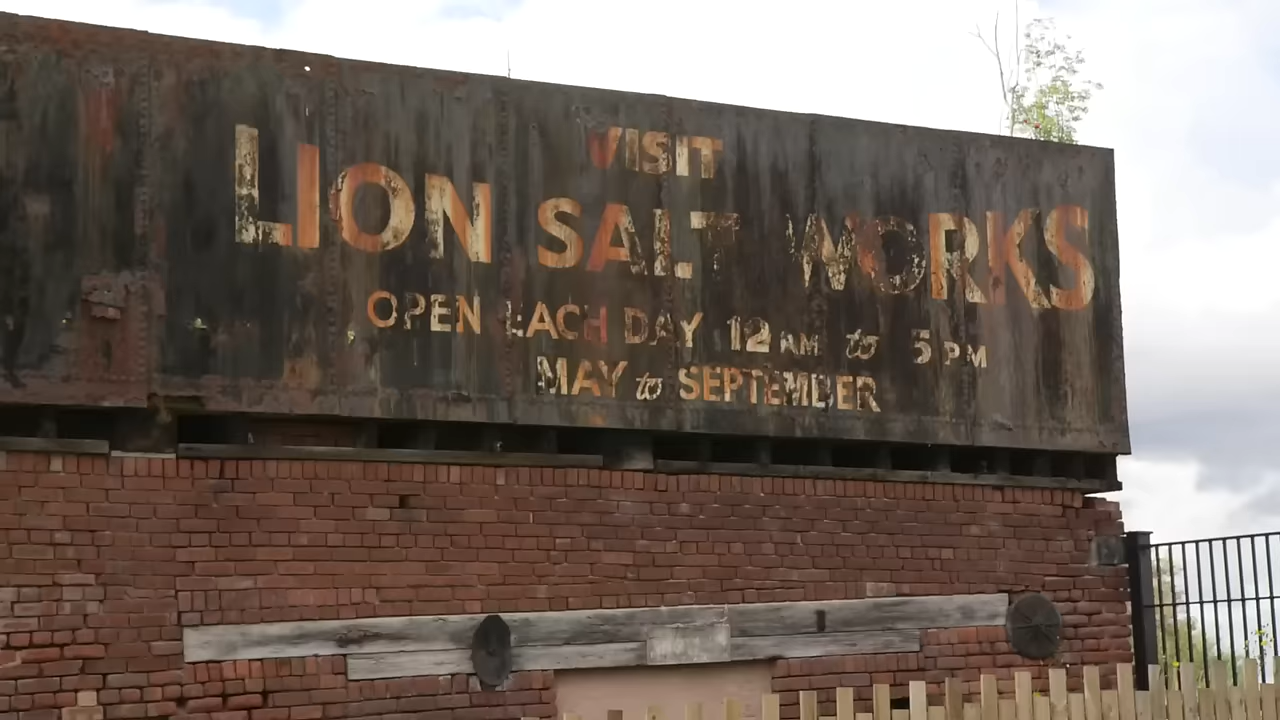 VISIT
LION SALT WORKS
OPEN EACH DAY 12 AM to 5 PM
MAY to SEPTEMBER